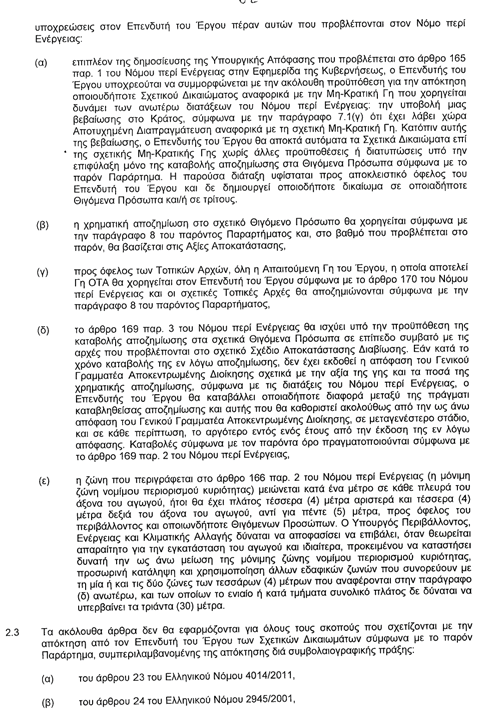 υποχρεώσεις στον Επενδυτή του Έργου πέραν αυτών που προβλέπονται στον Νόμο περί
Ενέργειας:
(α) επιπλέον της δημοσίευσης της Υπουργικής Απόφασης που προβλέπεται στο άρθρο 165
παρ. 1 του Νόμου περί Ενέργειας στην Εφημερίδα της Κυβερνήσεως, ο Επενδυτής του
Έργου υποχρεούται να συμμορφώνεται με την ακόλουθη προϋπόθεση για την απόκτηση
οποιουδήποτε Σχετικού Δικαιώματος αναφορικά με την Μη-Κρατική Γη που χορηγείται
δυνάμει των ανωτέρω διατάξεων του Νόμου περί Ενέργειας: την υποβολή μιας
βεβαίωσης στο Κράτος, σύμφωνα με την παράγραφο 7.1(γ) ότι έχει λάβει χώρα
Αποτυχημένη Διαπραγμάτευση αναφορικά με τη σχετική Μη-Κρατική Γη. Κατόπιν αυτής
της βεβαίωσης, ο Επενδυτής του Έργου αποκτά αυτόματα τα Σχετικά Δικαιώματα επί
της σχετικής Μη-Κρατικής Γης χωρίς άλλες προϋποθέσεις ή διατυπώσεις υπό την
επιφύλαξη μόνο της καταβολής αποζημίωσης στα Θιγόμενα Πρόσωπα σύμφωνα με το
παρόν Παράρτημα. Η παρούσα διάταξη υφίσταται προς αποκλειστικό όφελος του
Επενδυτή του Έργου και δε δημιουργεί οποιοδήποτε δικαίωμα σε οποιαδήποτε
Θιγόμενα Πρόσωπα και/ή σε τρίτους.
(β) η χρηματική αποζημίωση στο σχετικό Θιγόμενο Πρόσωπο θα χορηγείται σύμφωνα με
την παράγραφο 8 του παρόντος Παραρτήματος και, στο βαθμό που προβλέπεται στο
παρόν, θα βασίζεται στις Αξίες Αποκατάστασης,
(γ) προς όφελος των Τοπικών Αρχών, όλη η Απαιτούμενη Γη του Έργου, η οποία αποτελεί
Γη ΟΤΑ θα χορηγείται στον Επενδυτή του Έργου σύμφωνα με το άρθρο 170 του Νόμου
περί Ενέργειας και οι σχετικές Τοπικές Αρχές θα αποζημιώνονται σύμφωνα με την
παράγραφο 8 του παρόντος Παραρτήματος,
(δ) το άρθρο 169 παρ. 3 του Νόμου περί Ενέργειας θα ισχύει υπό την προϋπόθεση της
καταβολής αποζημίωσης στα σχετικά Θιγόμενα Πρόσωπα σε επίπεδο συμβατό με τις
αρχές που προβλέπονται στο σχετικό Σχέδιο Αποκατάστασης Διαβίωσης. Εάν κατά το
χρόνο καταβολής της εν λόγω αποζημίωσης, δεν έχει εκδοθεί η απόφαση του Γενικού
Γραμματέα Αποκεντρωμένης Διοίκησης σχετικά με την αξία της γης και τα ποσά της
χρηματικής αποζημίωσης, σύμφωνα με τις διατάξεις του Νόμου περί Ενέργειας, ο
Επενδυτής του Έργου θα καταβάλλει οποιαδήποτε διαφορά μεταξύ της πράγματι
καταβληθείσας αποζημίωσης και αυτής που θα καθοριστεί ακολούθως από την ως άνω
απόφαση του Γενικού Γραμματέα Αποκεντρωμένης Διοίκησης, σε μεταγενέστερο στάδιο,
και σε κάθε περίπτωση, το αργότερο εντός ενός έτους από την έκδοση της εν λόγω
απόφασης. Καταβολές σύμφωνα με τον παρόντα όρο πραγματοποιούνται σύμφωνα με
το άρθρο 169 παρ. 2 του Νόμου περί Ενέργειας,
(ε) η ζώνη που περιγράφεται στο άρθρο 166 παρ. 2 του Νόμου περί Ενέργειας (η μόνιμη
ζώνη νομίμου περιορισμού κυριότητας) μειώνεται κατά ένα μέτρο σε κάθε πλευρά του
άξονα του αγωγού, ήτοι θα έχει πλάτος τέσσερα (4) μέτρα αριστερά και τέσσερα (4)
μέτρα δεξιά του άξονα του αγωγού, αντί για πέντε (5) μέτρα, προς όφελος του
περιβάλλοντος και οποιωνδήποτε Θιγόμενων Προσώπων. Ο Υπουργός Περιβάλλοντος,
Ενέργειας και Κλιματικής Αλλαγής δύναται να αποφασίσει να επιβάλει, όταν θεωρείται
απαραίτητο για την εγκατάσταση του αγωγού και ιδιαίτερα, προκειμένου να καταστήσει
δυνατή την ως άνω μείωση της μόνιμης ζώνης νομίμου περιορισμού κυριότητας,
προσωρινή κατάληψη και χρησιμοποίηση άλλων εδαφικών ζωνών που συνορεύουν με
τη μία ή και τις δύο ζώνες των τεσσάρων (4) μέτρων που αναφέρονται στην παράγραφο
(δ) ανωτέρω, και των οποίων το ενιαίο ή κατά τμήματα συνολικό πλάτος δε δύναται να
υπερβαίνει τα τριάντα (30) μέτρα.
2.3 Τα ακόλουθα άρθρα δεν θα εφαρμόζονται για όλους τους σκοπούς που σχετίζονται με την
απόκτηση από τον Επενδυτή του Έργου των Σχετικών Δικαιωμάτων σύμφωνα με το παρόν
Παράρτημα, συμπεριλαμβανομένης της απόκτησης διά συμβολαιογραφικής πράξης:
(α) του άρθρου 23 του Ελληνικού Νόμου 4014/2011,
(β) του άρθρου 24 του Ελληνικού Νόμου 2945/2001,